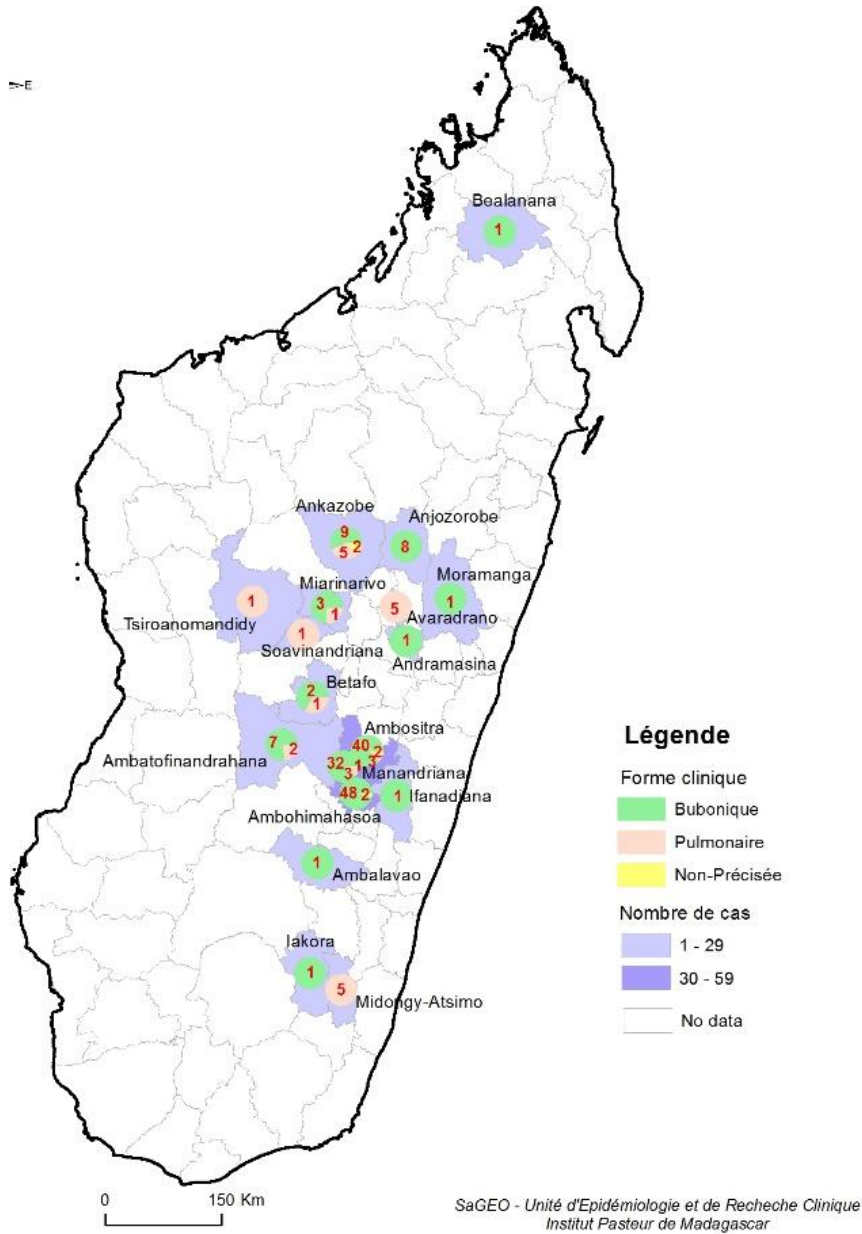 E
Bealanana
1
Ankazobe
9
5 2
Anjozorobe
8
Moramanga
1
Miarinarivo
3
1
1
Tsiroanomandidy
5
Avaradrano
1
Soavinandriana
1
Andramasina
2
Betafo
1
Ambositra
40 2
7
2
Ambatofinandrahana
32 1 3
3
Manandriana
48 2
1
Ifanadiana
Ambohimahasoa
1
Ambalavao
Iakora
1
5
Midongy-Atsimo
Légende
Forme clinique
Bubonique
Pulmonaire
Non-Précisée
Nombre de cas
1 - 29
30 - 59
No data
0 150 Km
SaGEO - Unité d'Epidémiologie et de Recheche Clinique
Institut Pasteur de Madagascar